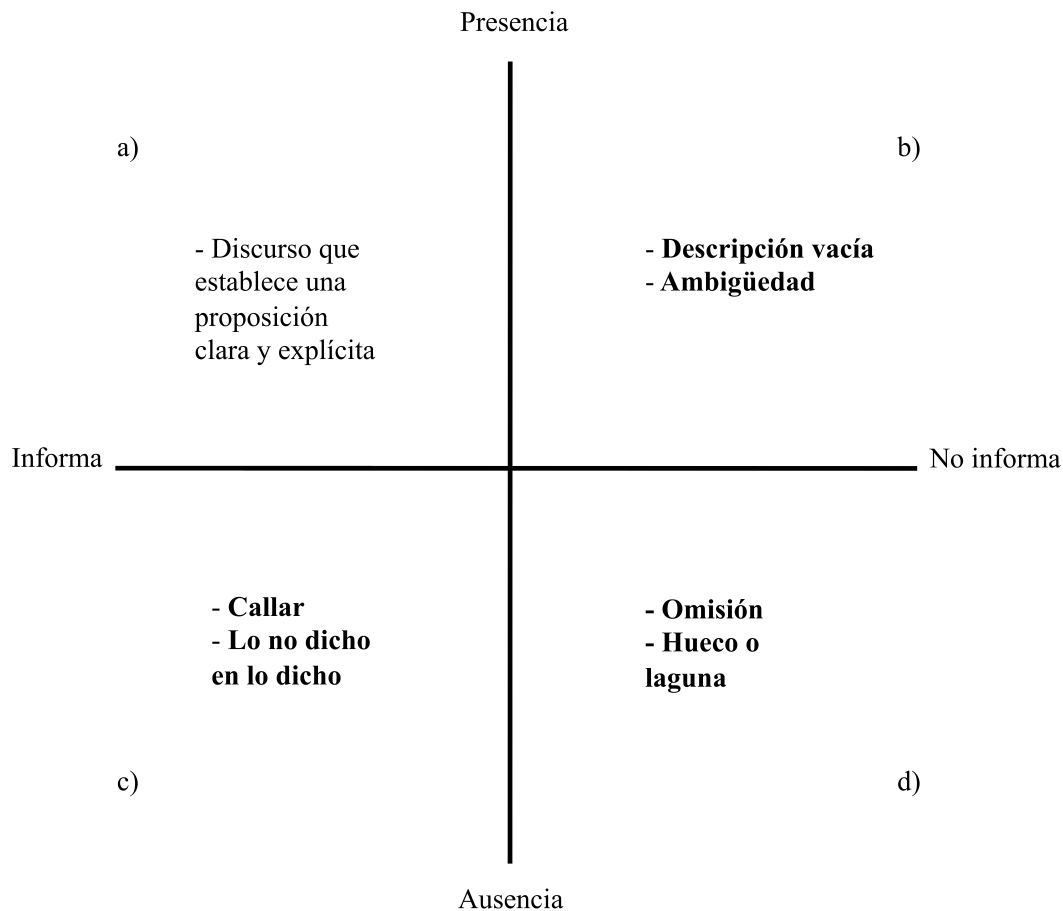 Presencia
a)
b)
- Discurso que
establece una
proposición
clara y explícita
- Descripción vacía
- Ambigüedad
Informa
No informa
- Callar
- Lo no dicho
en lo dicho
- Omisión
- Hueco o
laguna
c)
d)
Ausencia